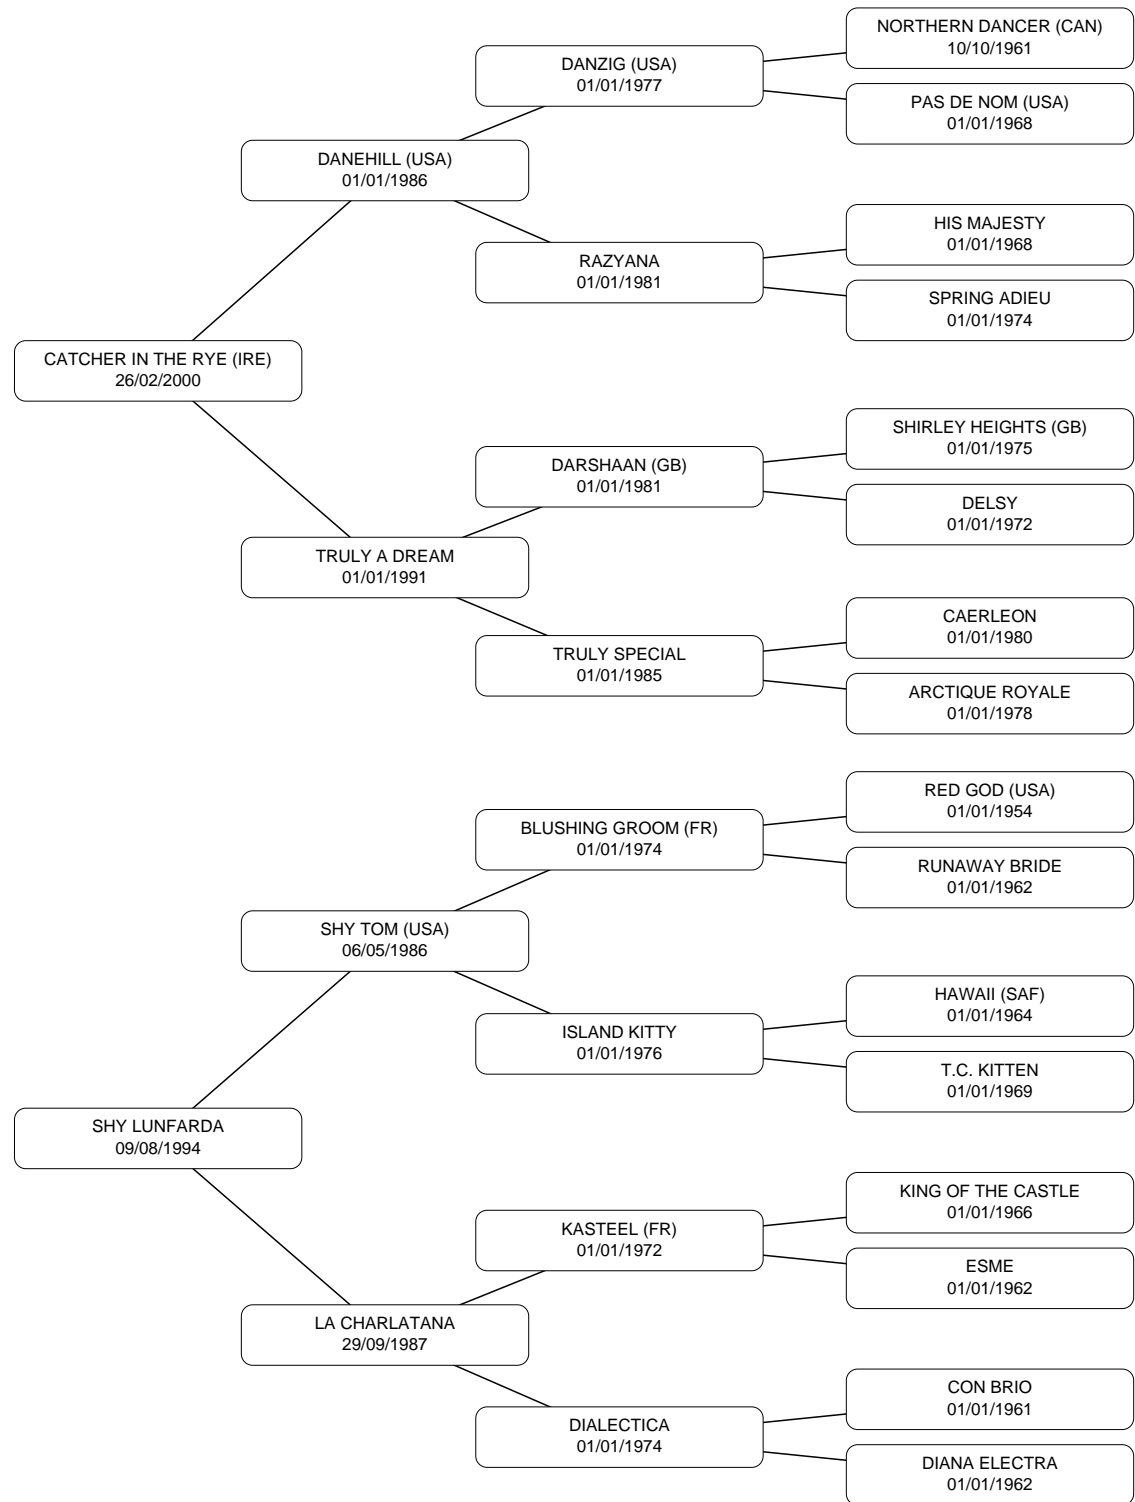 NORTHERN DANCER (CAN)
10/10/1961
DANZIG (USA)
01/01/1977
PAS DE NOM (USA)
01/01/1968
DANEHILL (USA)
01/01/1986
HIS MAJESTY
01/01/1968
RAZYANA
01/01/1981
SPRING ADIEU
01/01/1974
CATCHER IN THE RYE (IRE)
26/02/2000
SHIRLEY HEIGHTS (GB)
01/01/1975
DARSHAAN (GB)
01/01/1981
DELSY
01/01/1972
TRULY A DREAM
01/01/1991
CAERLEON
01/01/1980
TRULY SPECIAL
01/01/1985
ARCTIQUE ROYALE
01/01/1978
RED GOD (USA)
01/01/1954
BLUSHING GROOM (FR)
01/01/1974
RUNAWAY BRIDE
01/01/1962
SHY TOM (USA)
06/05/1986
HAWAII (SAF)
01/01/1964
ISLAND KITTY
01/01/1976
T.C. KITTEN
01/01/1969
SHY LUNFARDA
09/08/1994
KING OF THE CASTLE
01/01/1966
KASTEEL (FR)
01/01/1972
ESME
01/01/1962
LA CHARLATANA
29/09/1987
CON BRIO
01/01/1961
DIALECTICA
01/01/1974
DIANA ELECTRA
01/01/1962